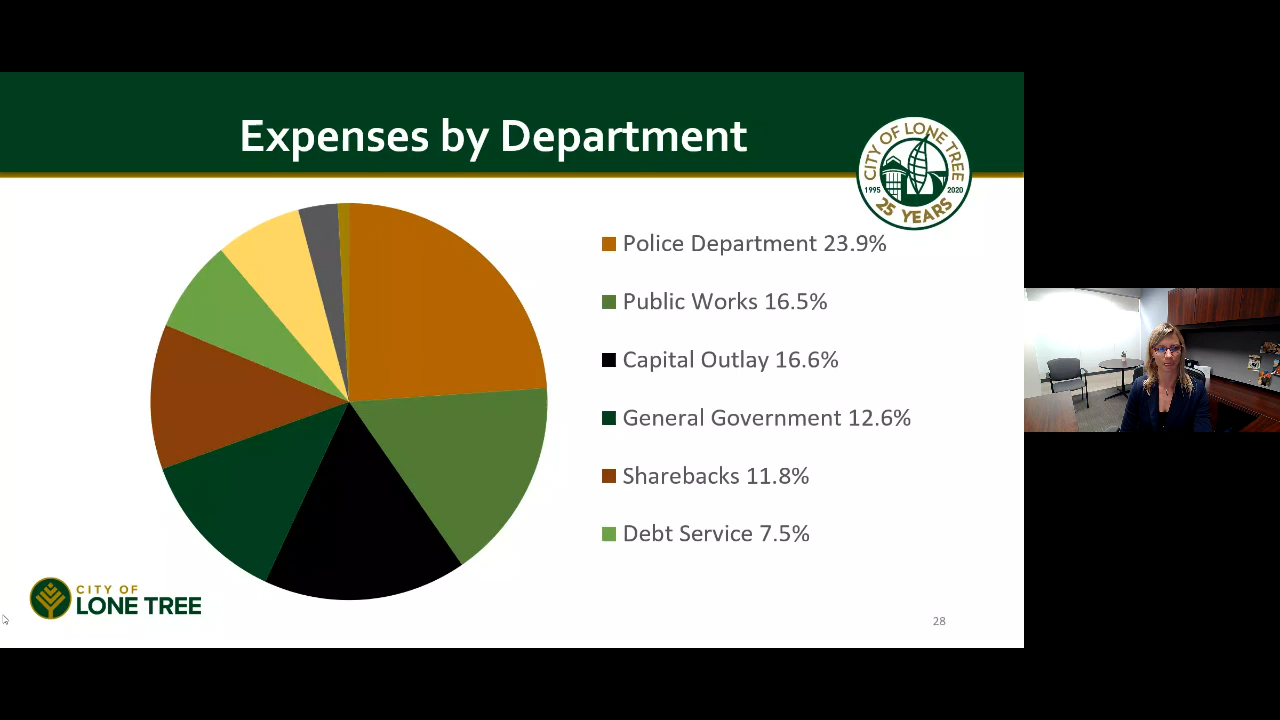 Expenses by Department
CITY OF LONE TREE
1995 2020
25 YEARS
Police Department 23.9%
Public Works 16.5%
Capital Outlay 16.6%
General Government 12.6%
Sharebacks 11.8%
Debt Service 7.5%
CITY OF
LONE TREE
28